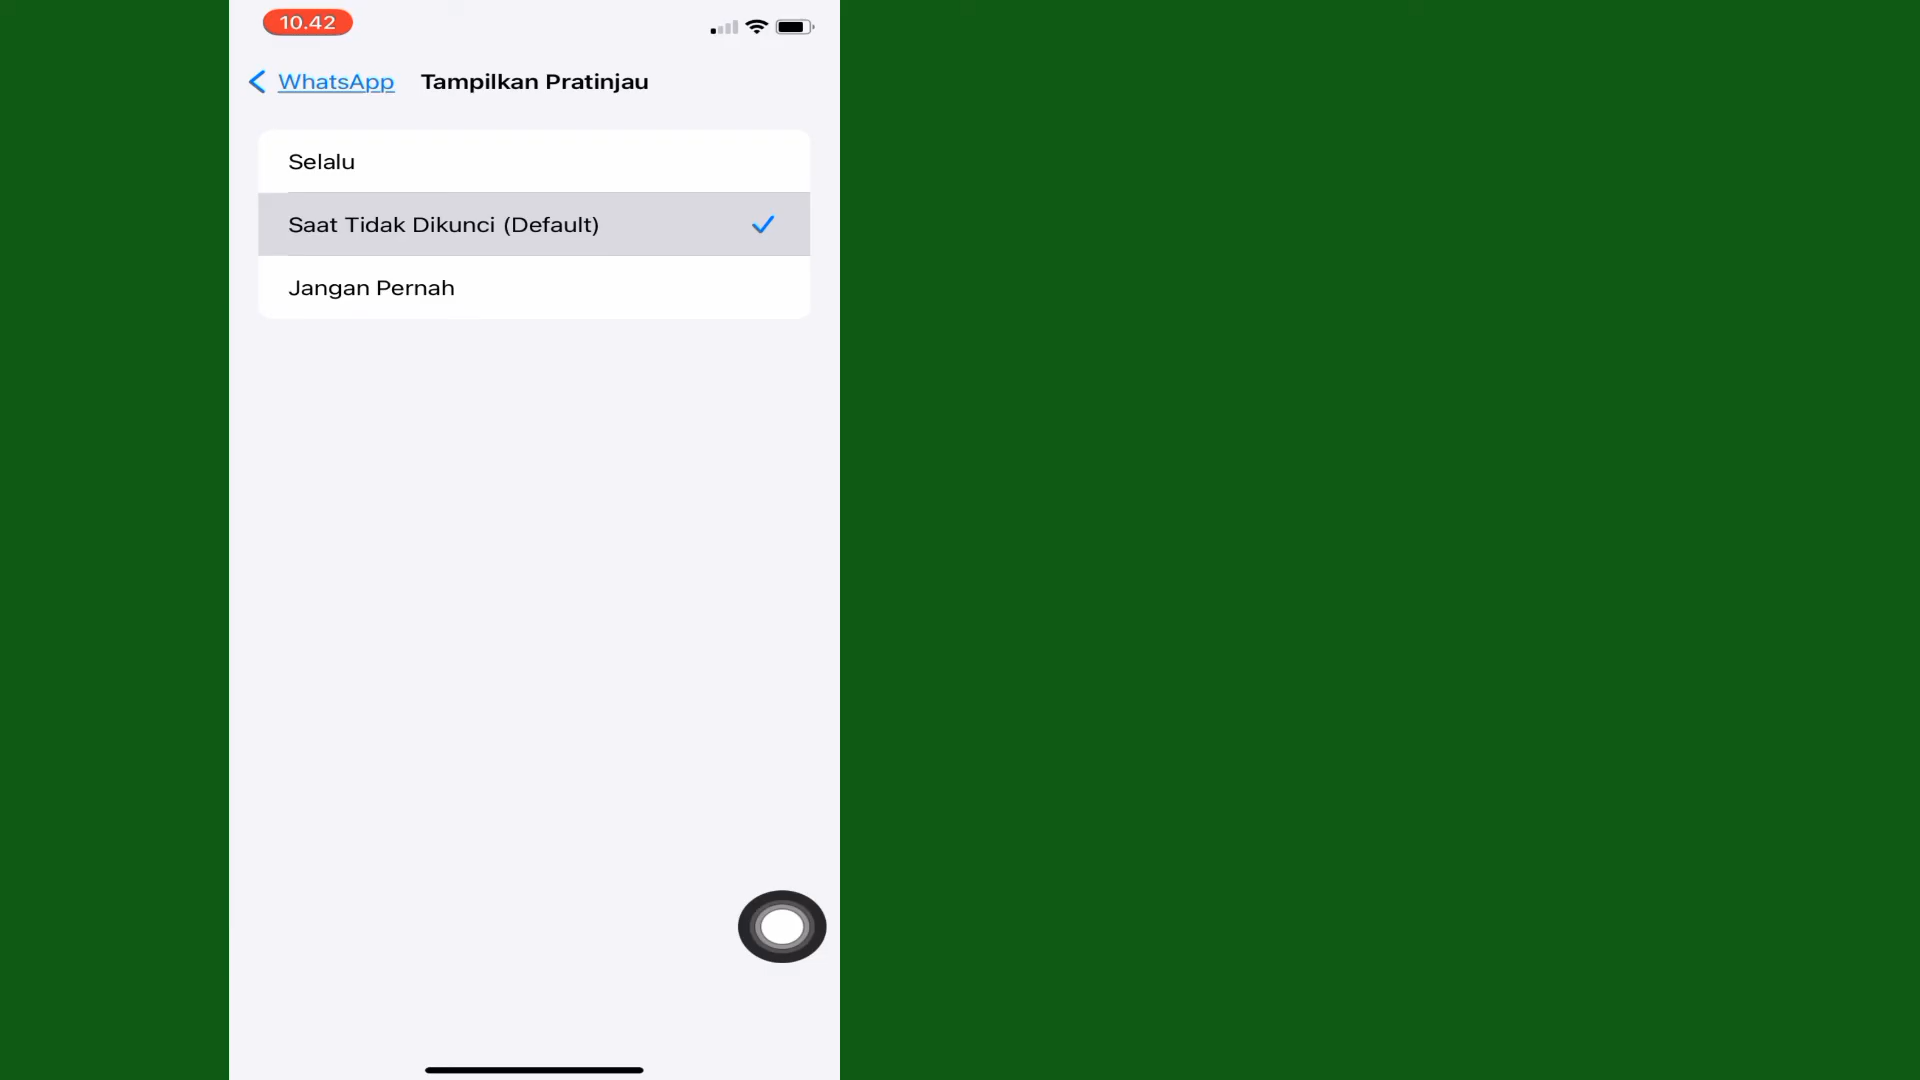 10.42
WhatsApp Tampilkan Pratinjau
Selalu
Saat Tidak Dikunci (Default)
Jangan Pernah